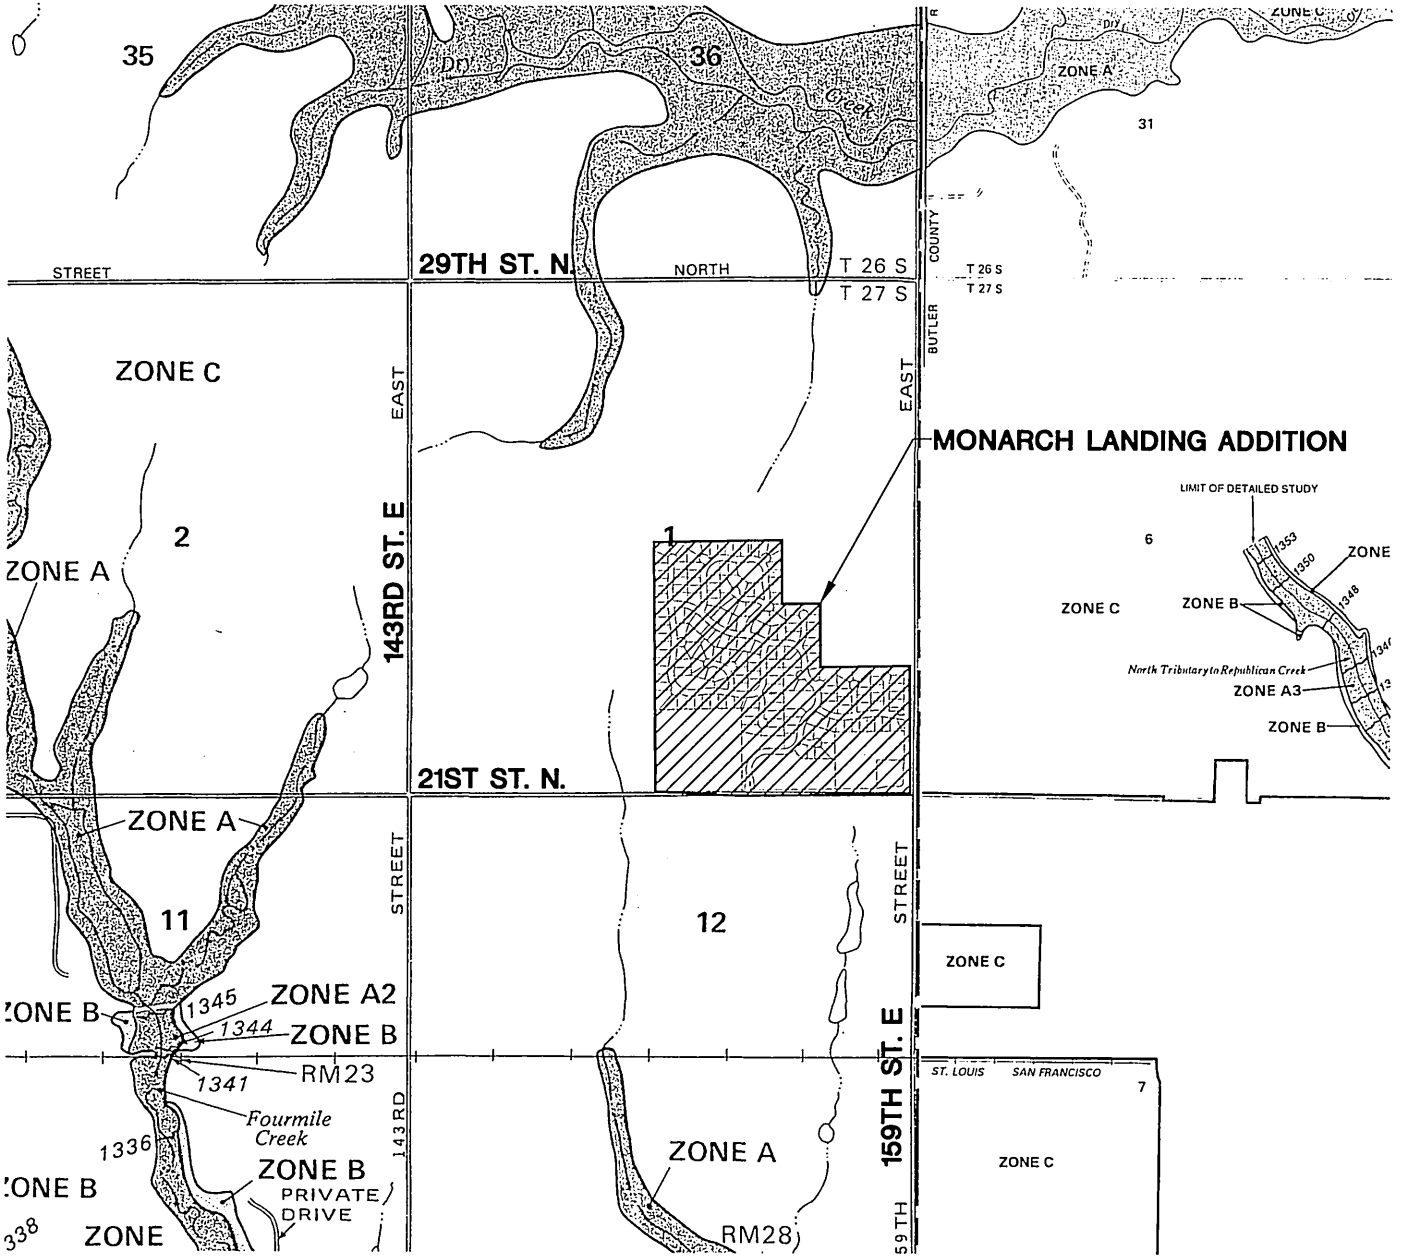 ZONE C
DIY
35
36
Dry
ZONE A
Creek
31
COUNTY
29TH ST. N.
NORTH
T 26 S
T 26 S
STREET
T 27 S
T 27 S
BUTLER
ZONE C
EAST
EAST
MONARCH LANDING ADDITION
LIMIT OF DETAILED STUDY
143RD ST. E
2
1
6
1353
ZONE
1350
ZONE A
ZONE C
ZONE B
1348
North Tributary to Republican Creek
ZONE A3
ZONE B
21ST ST. N.
ZONE A
STREET
STREET
11
12
ZONE C
ZONE B
1345
ZONE A2
1344
ZONE B
159TH ST. E
RM23
ST. LOUIS
SAN FRANCISCO
7
1341
Fourmile
Creek
143RD
1336
ZONE A
ZONE C
ZONE B
ZONE B
PRIVATE
DRIVE
338
ZONE
RM28
59TH